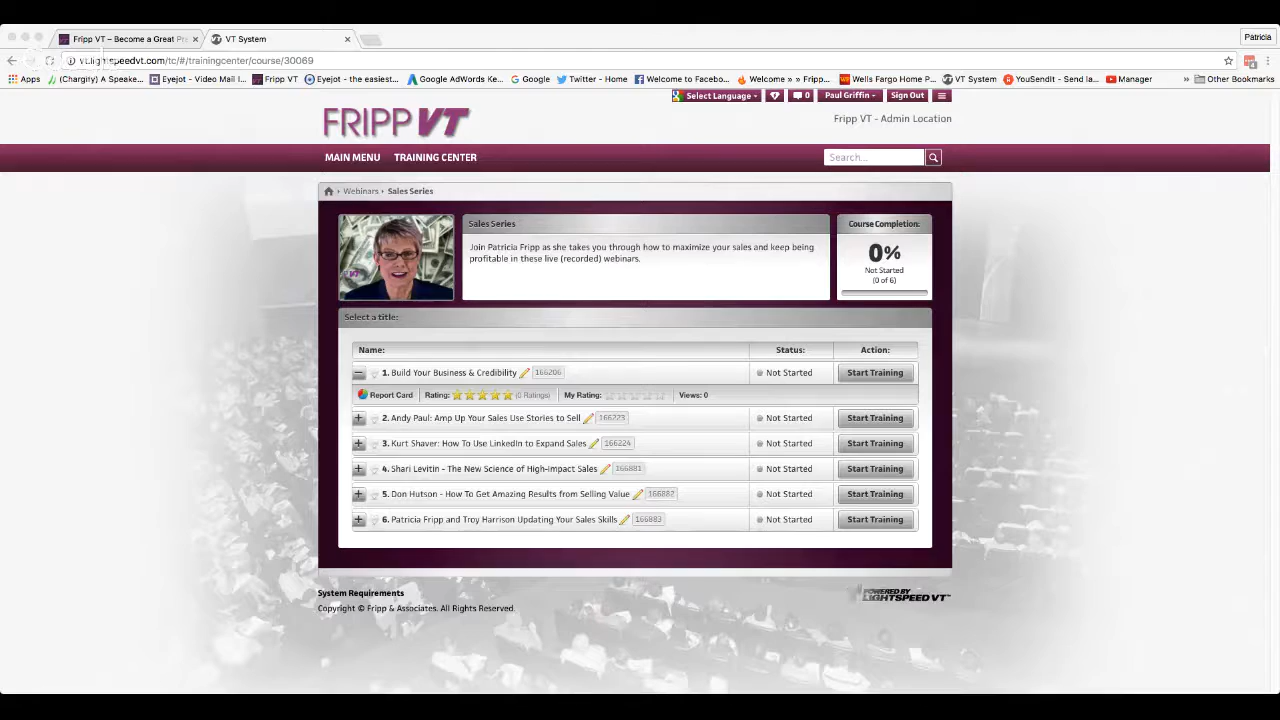 Fripp VT – Become a Great Pre
VT System
Patricia
vt.lightspeedvt.com/tc/#/trainingcenter/course/30069
Apps
(Chargify) A Speake...
Eyejot - Video Mail I...
Fripp VT
Eyejot - the easiest...
Google AdWords Ke...
Google
Twitter - Home
Welcome to Facebo...
Welcome » » Fripp...
Wells Fargo Home P...
VT System
YouSendIt - Send la...
Manager
»
Other Bookmarks
Select Language
0
Paul Griffin
Sign Out
FRIPP VT
Fripp VT - Admin Location
MAIN MENU
TRAINING CENTER
Search...
Webinars
Sales Series
Sales Series
Join Patricia Fripp as she takes you through how to maximize your sales and keep being
profitable in these live (recorded) webinars.
Course Completion:
0%
Not Started
(0 of 6)
Select a title:
Name: Status: Action:
1. Build Your Business & Credibility 166206 Not Started Start Training
Report Card Rating: (0 Ratings) My Rating: Views: 0
2. Andy Paul: Amp Up Your Sales Use Stories to Sell 166223 Not Started Start Training
3. Kurt Shaver: How To Use LinkedIn to Expand Sales 166224 Not Started Start Training
4. Shari Levitin - The New Science of High-Impact Sales 166881 Not Started Start Training
5. Don Hutson - How To Get Amazing Results from Selling Value 166882 Not Started Start Training
6. Patricia Fripp and Troy Harrison Updating Your Sales Skills 166883 Not Started Start Training
System Requirements
Copyright © Fripp & Associates. All Rights Reserved.
POWERED BY
LIGHTSPEED VT